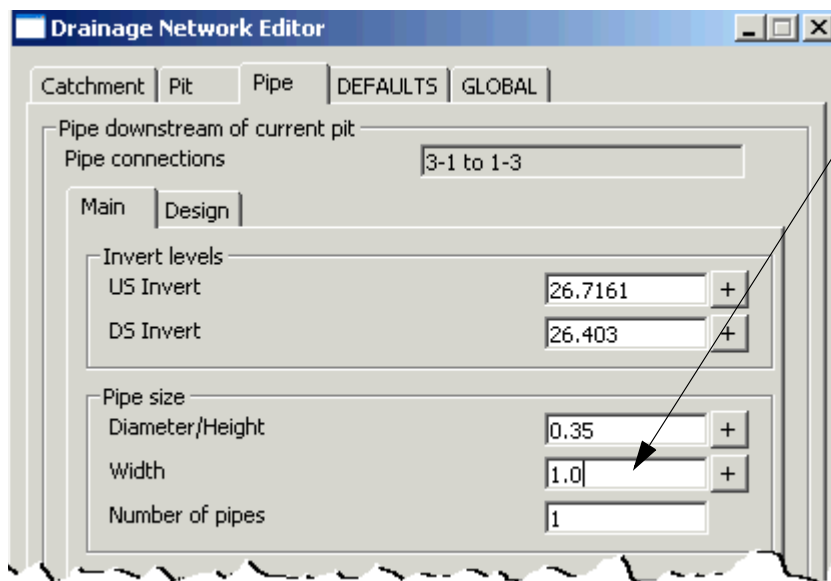 Drainage Network Editor
Catchment Pit Pipe DEFAULTS GLOBAL
Pipe downstream of current pit
Pipe connections 3-1 to 1-3
Main Design
Invert levels
US Invert 26.7161 +
DS Invert 26.403 +
Pipe size
Diameter/Height 0.35 +
Width 1.0 +
Number of pipes 1